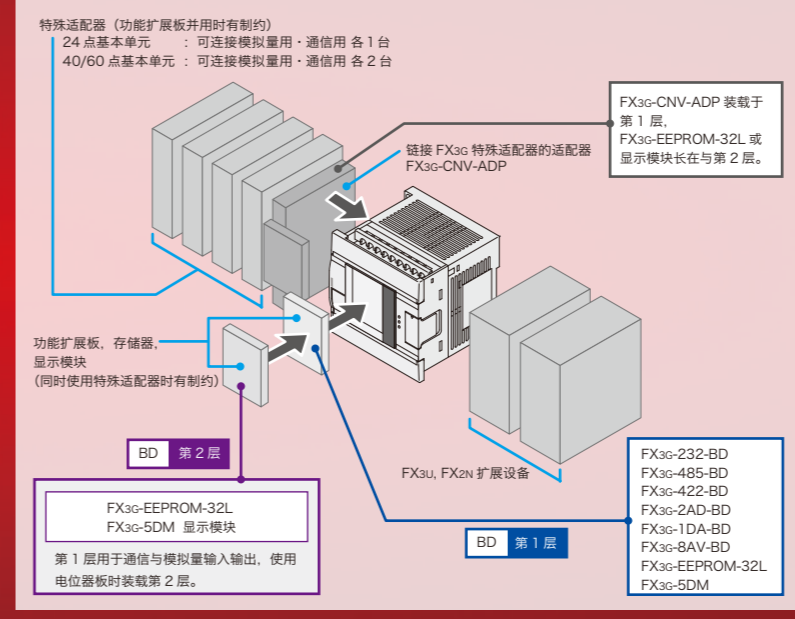 特殊适配器（功能扩展板并用时有制约）
24 点基本单元 ：可连接模拟量用・通信用 各 1 台
40/60 点基本单元 ：可连接模拟量用・通信用 各 2 台
FX3G-CNV-ADP 装载于
第 1 层，
FX3G-EEPROM-32L 或
显示模块长在与第 2 层。
链接 FX3G 特殊适配器的适配器
FX3G-CNV-ADP
功能扩展板，存储器，
显示模块
（同时使用特殊适配器时有制约）
BD 第 2 层
FX3G-EEPROM-32L
FX3G-5DM 显示模块
第 1 层用于通信与模拟量输入输出，使用
电位器板时装载第 2 层。
FX3U, FX2N 扩展设备
BD 第 1 层
FX3G-232-BD
FX3G-485-BD
FX3G-422-BD
FX3G-2AD-BD
FX3G-1DA-BD
FX3G-8AV-BD
FX3G-EEPROM-32L
FX3G-5DM